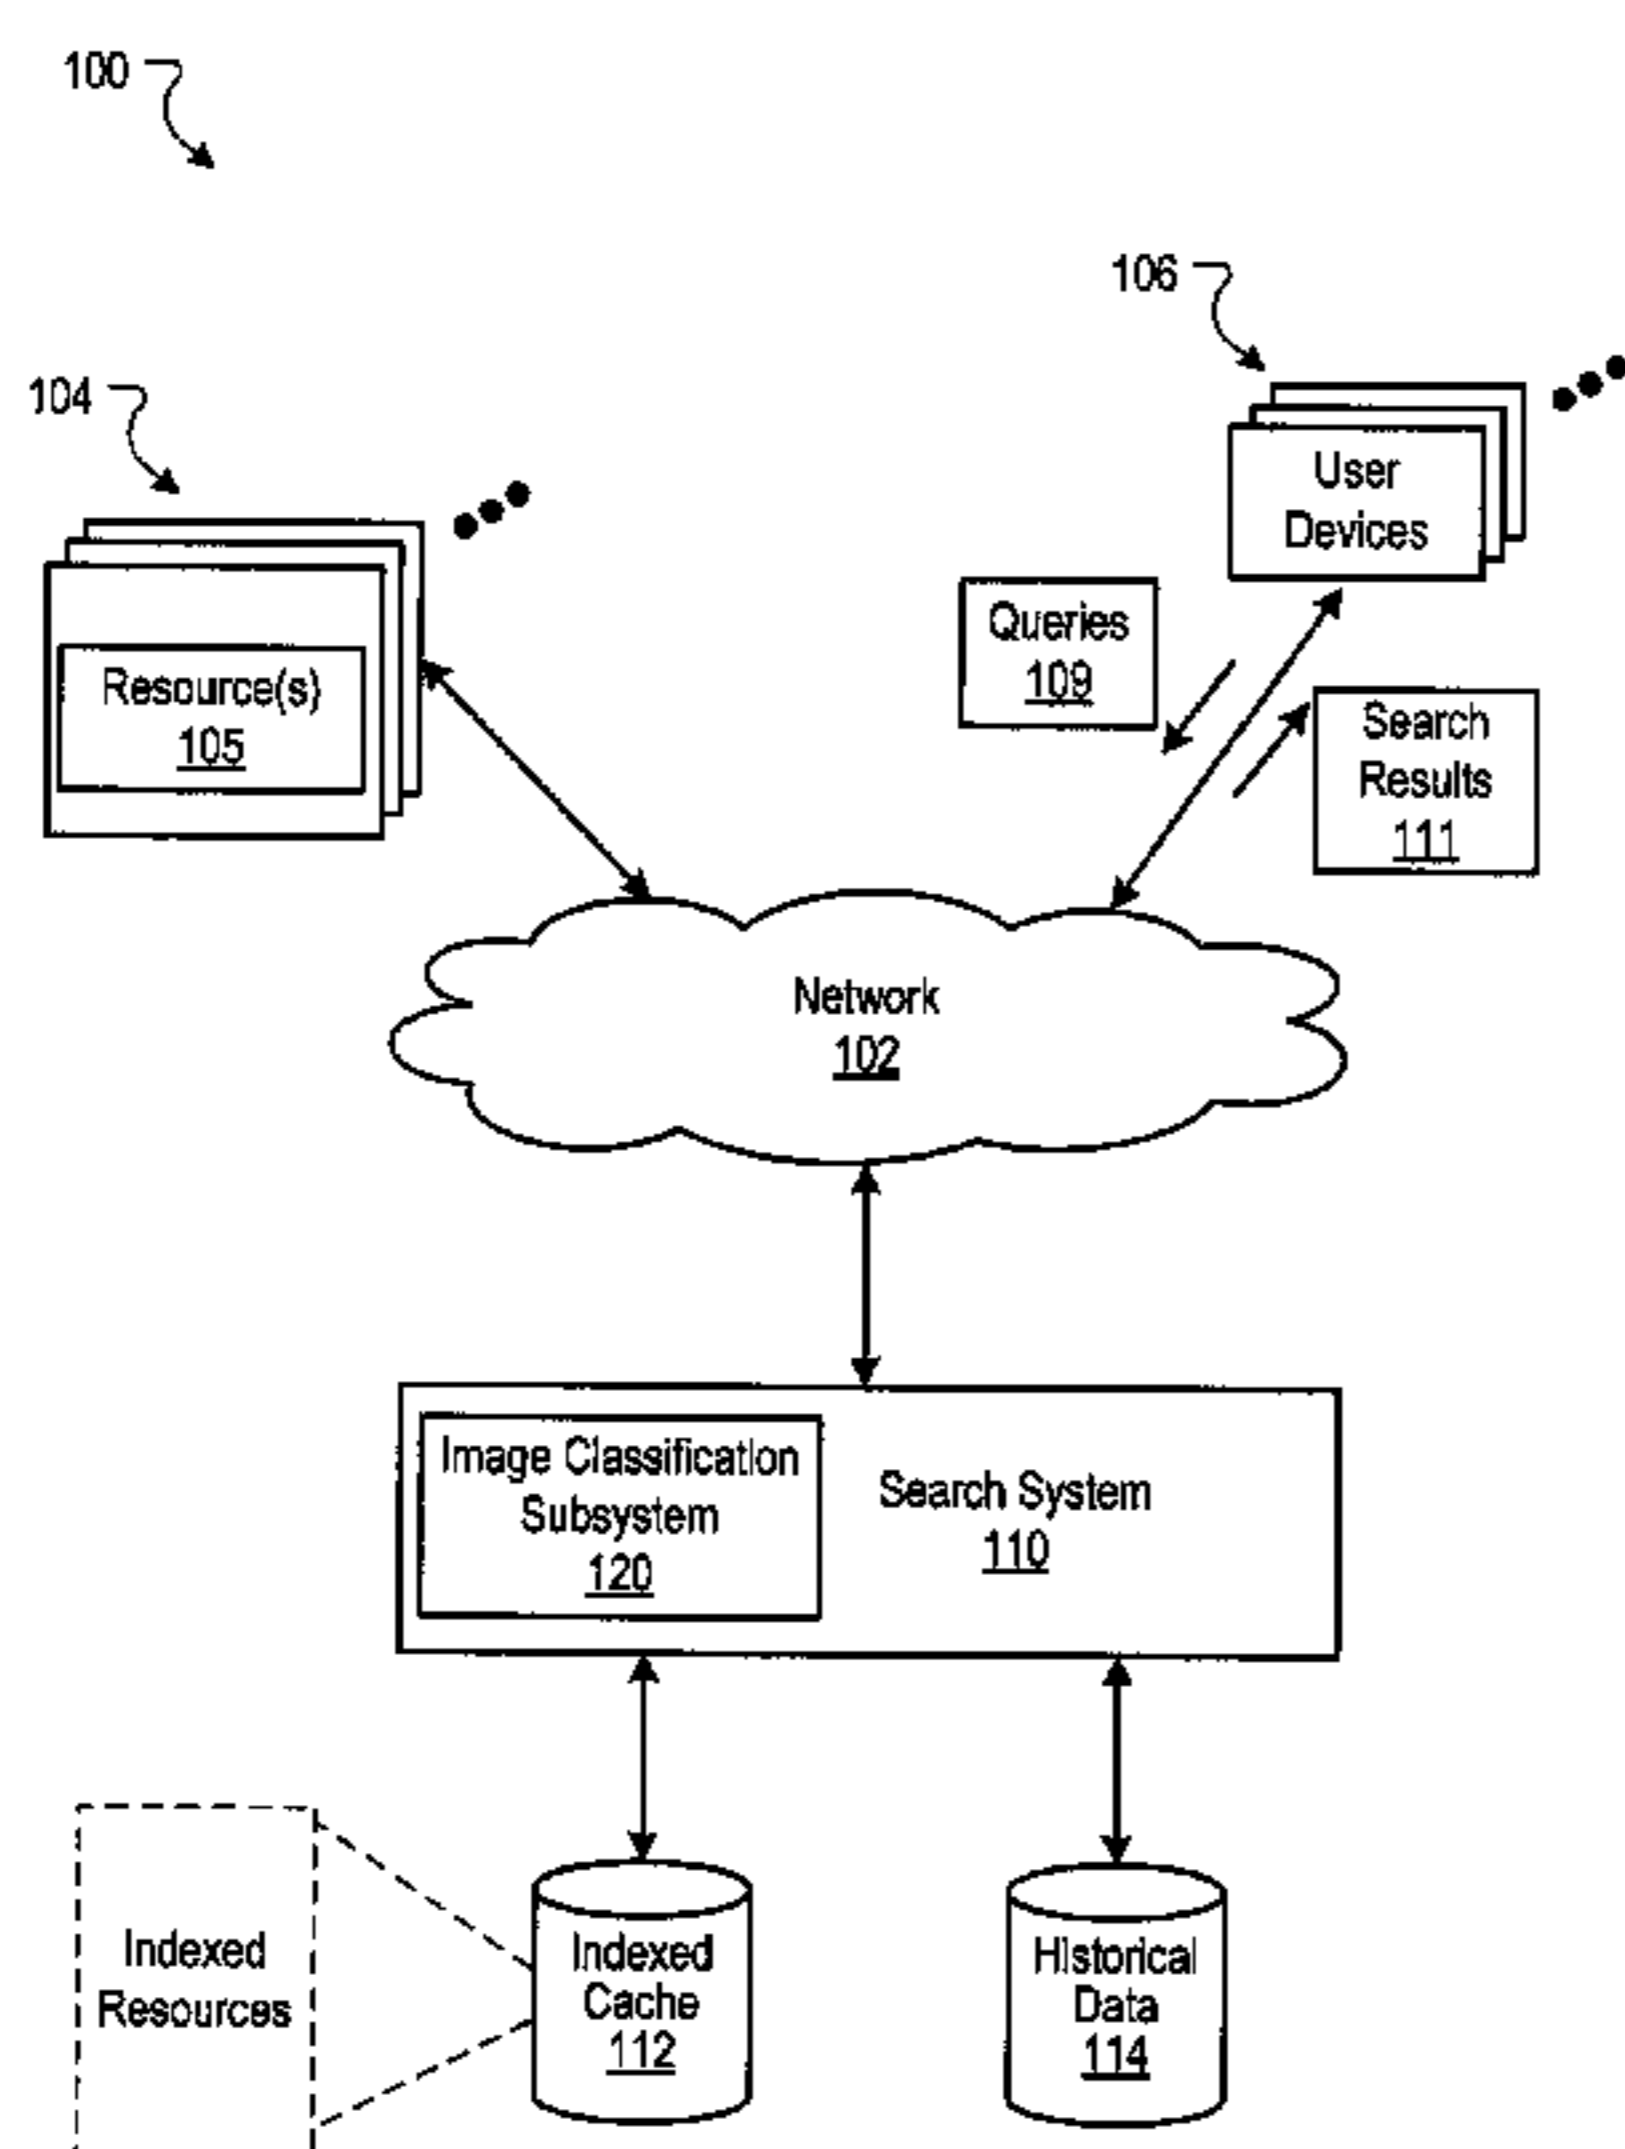 100
106
104
User
Devices
Queries
109
Resource(s)
105
Search
Results
111
Network
102
Image Classification
Subsystem
120
Search System
110
Indexed
Resources
Indexed
Cache
112
Historical
Data
114